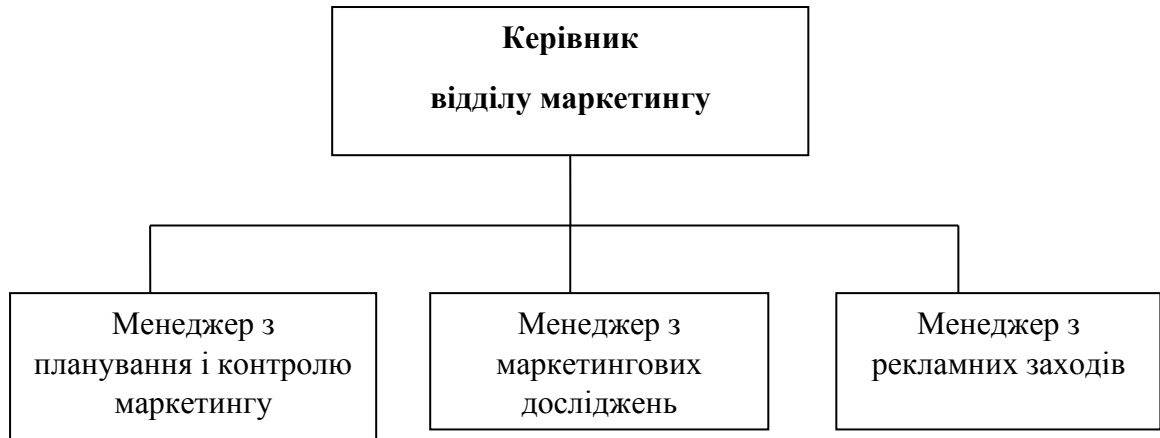 Керівник
відділу маркетингу
Менеджер з
планування і контролю
маркетингу
Менеджер з
маркетингових
досліджень
Менеджер з
рекламних заходів